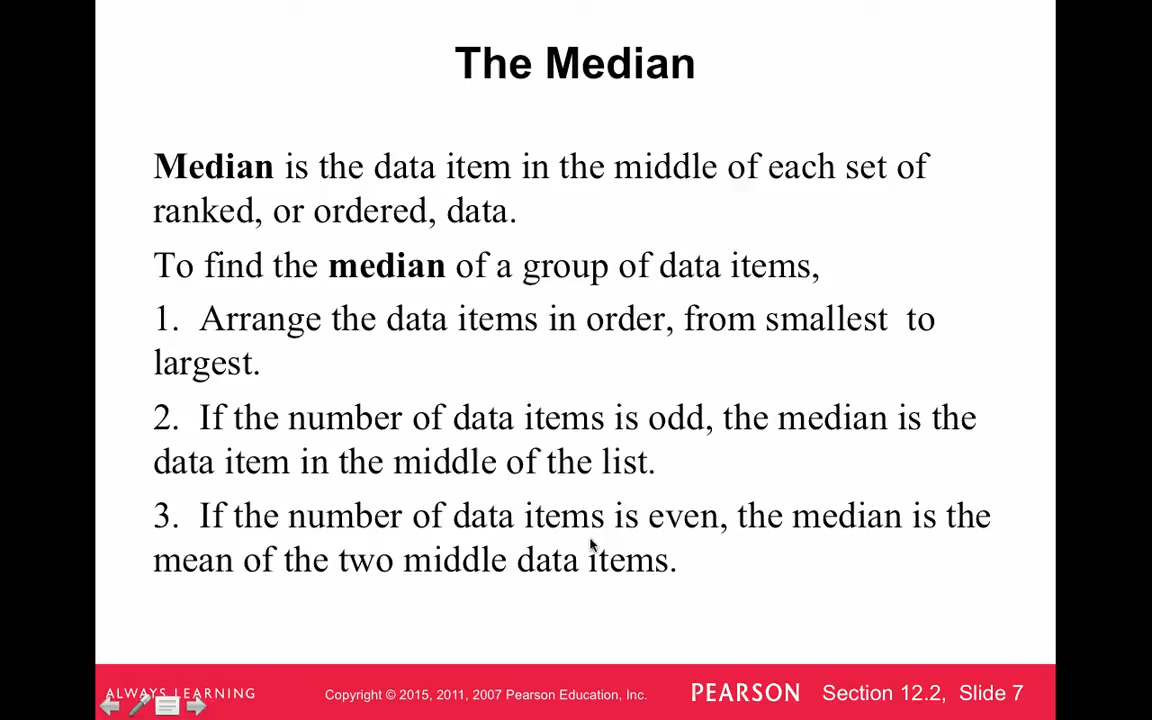 The Median
Median is the data item in the middle of each set of
ranked, or ordered, data.
To find the median of a group of data items,
1. Arrange the data items in order, from smallest to
largest.
2. If the number of data items is odd, the median is the
data item in the middle of the list.
3. If the number of data items is even, the median is the
mean of the two middle data items.
ALWAYS LEARNING
Copyright © 2015, 2011, 2007 Pearson Education, Inc.
PEARSON
Section 12.2, Slide 7